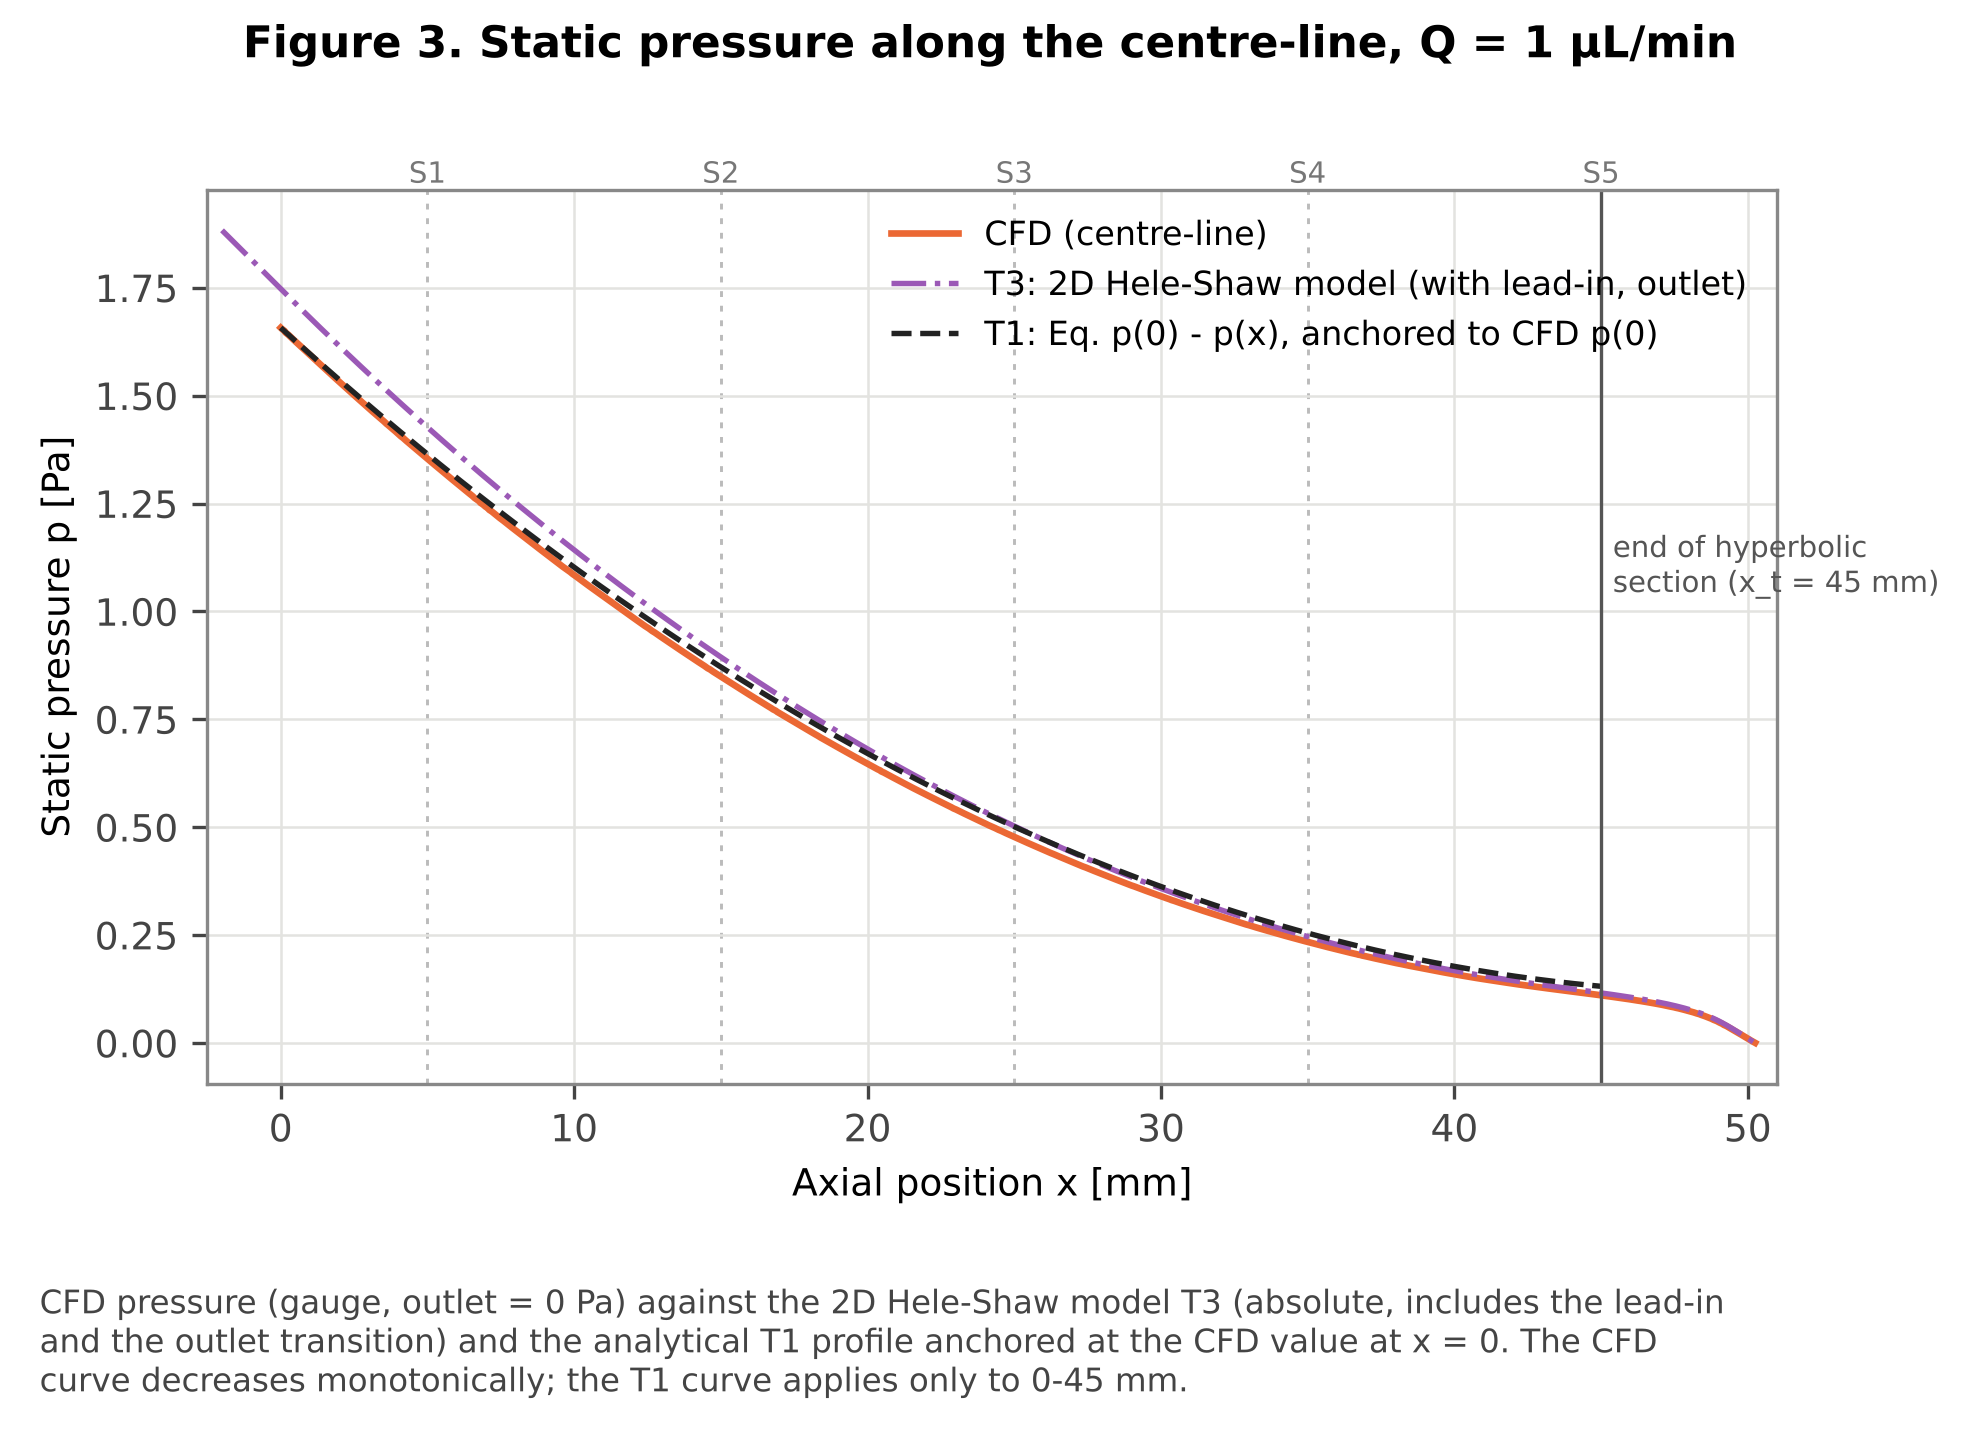 Figure 3. Static pressure along the centre-line, Q = 1 µL/min
S1 S2 S3 S4 S5
CFD (centre-line)
T3: 2D Hele-Shaw model (with lead-in, outlet)
T1: Eq. p(0) - p(x), anchored to CFD p(0)
Static pressure p [Pa]
1.75
1.50
1.25
1.00
0.75
0.50
0.25
0.00
end of hyperbolic
section (x_t = 45 mm)
0 10 20 30 40 50
Axial position x [mm]
CFD pressure (gauge, outlet = 0 Pa) against the 2D Hele-Shaw model T3 (absolute, includes the lead-in
and the outlet transition) and the analytical T1 profile anchored at the CFD value at x = 0. The CFD
curve decreases monotonically; the T1 curve applies only to 0-45 mm.